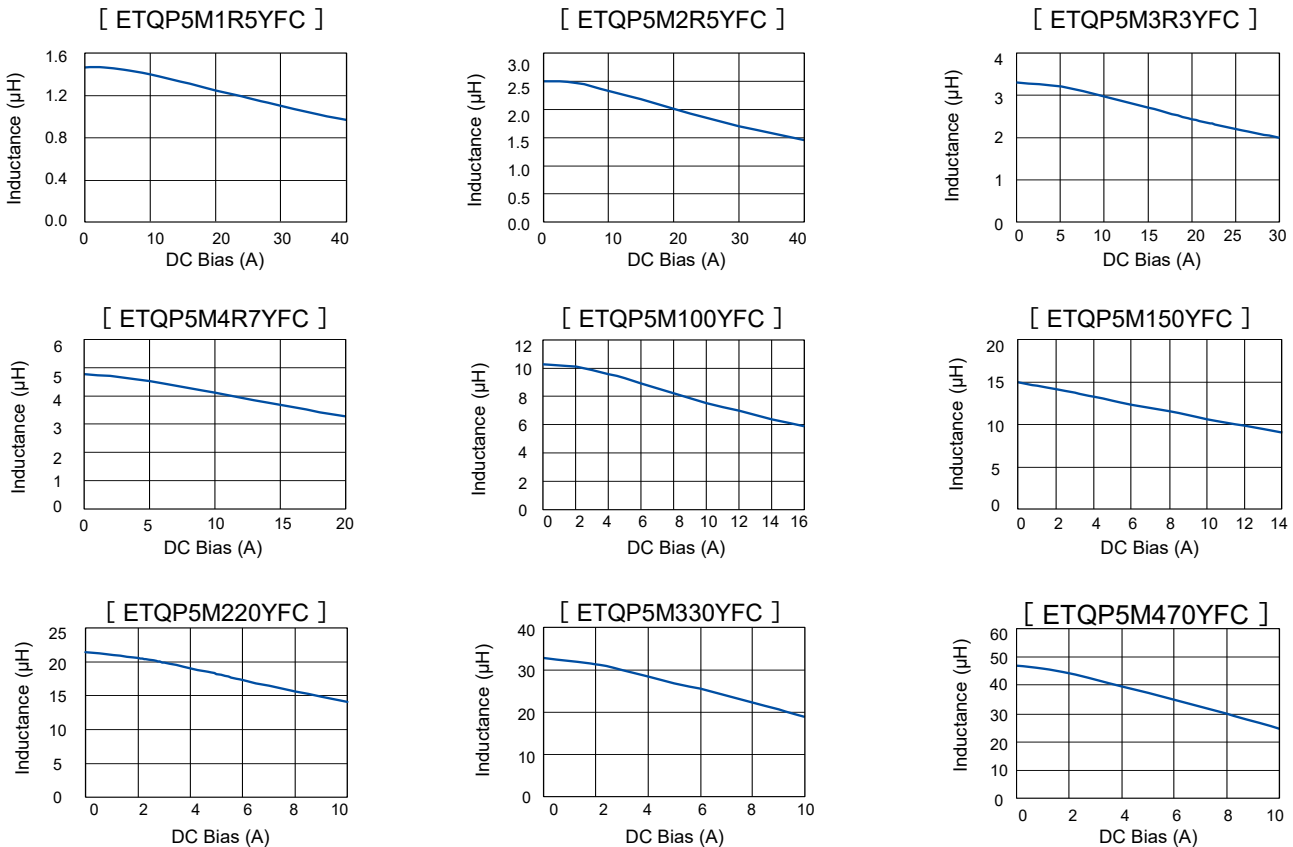 [ ETQP5M1R5YFC ]
Inductance (μH)
1.6
1.2
0.8
0.4
0.0
0 10 20 30 40
DC Bias (A)
[ ETQP5M2R5YFC ]
Inductance (μH)
3.0
2.5
2.0
1.5
1.0
0.5
0.0
0 10 20 30 40
DC Bias (A)
[ ETQP5M3R3YFC ]
Inductance (μH)
4
3
2
1
0
0 5 10 15 20 25 30
DC Bias (A)
[ ETQP5M4R7YFC ]
Inductance (μH)
6
5
4
3
2
1
0
0 5 10 15 20
DC Bias (A)
[ ETQP5M100YFC ]
Inductance (μH)
12
10
8
6
4
2
0
0 2 4 6 8 10 12 14 16
DC Bias (A)
[ ETQP5M150YFC ]
Inductance (μH)
20
15
10
5
0
0 2 4 6 8 10 12 14
DC Bias (A)
[ ETQP5M220YFC ]
Inductance (μH)
25
20
15
10
5
0
0 2 4 6 8 10
DC Bias (A)
[ ETQP5M330YFC ]
Inductance (μH)
40
30
20
10
0
0 2 4 6 8 10
DC Bias (A)
[ ETQP5M470YFC ]
Inductance (μH)
60
50
40
30
20
10
0
0 2 4 6 8 10
DC Bias (A)